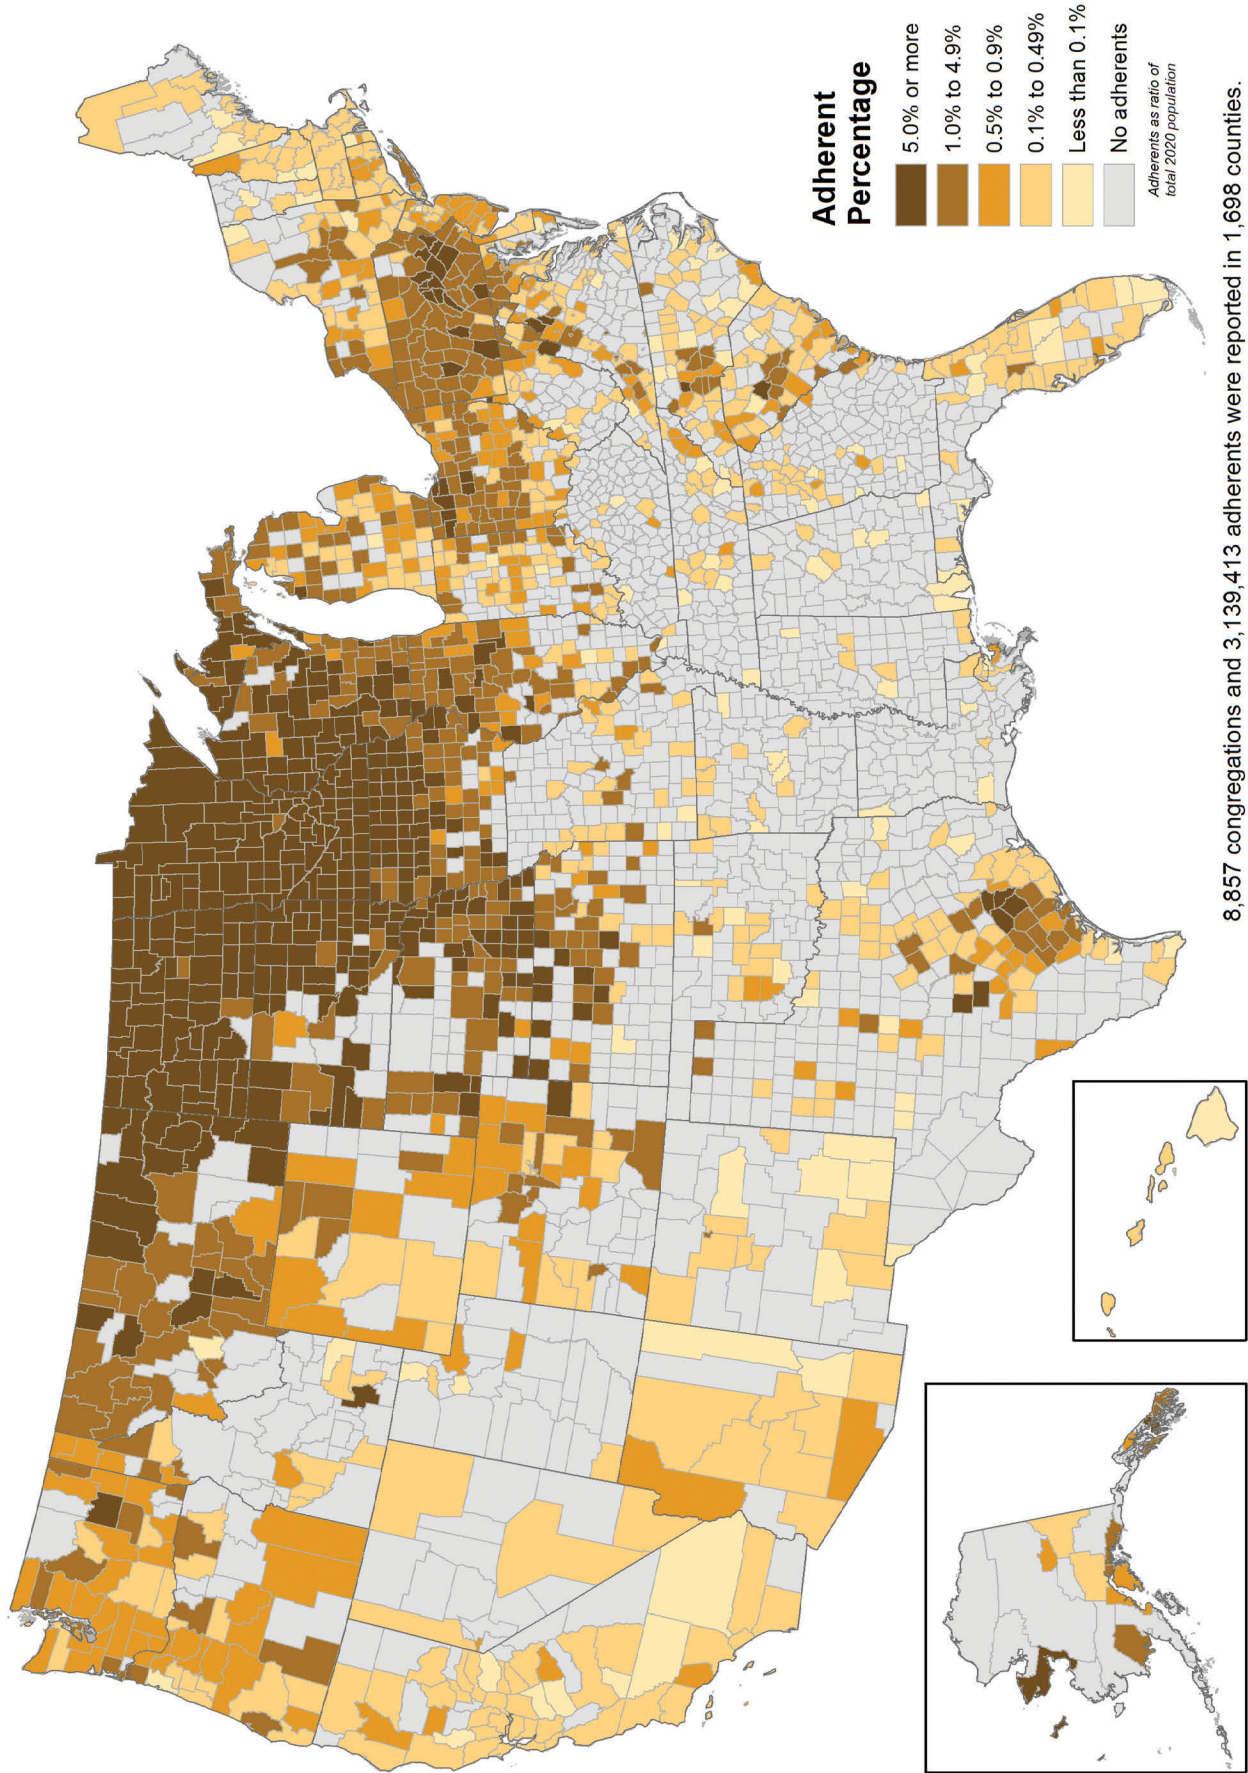 Adherent
Percentage
5.0% or more
1.0% to 4.9%
0.5% to 0.9%
0.1% to 0.49%
Less than 0.1%
No adherents
Adherents as ratio of
total 2020 population
8,857 congregations and 3,139,413 adherents were reported in 1,698 counties.